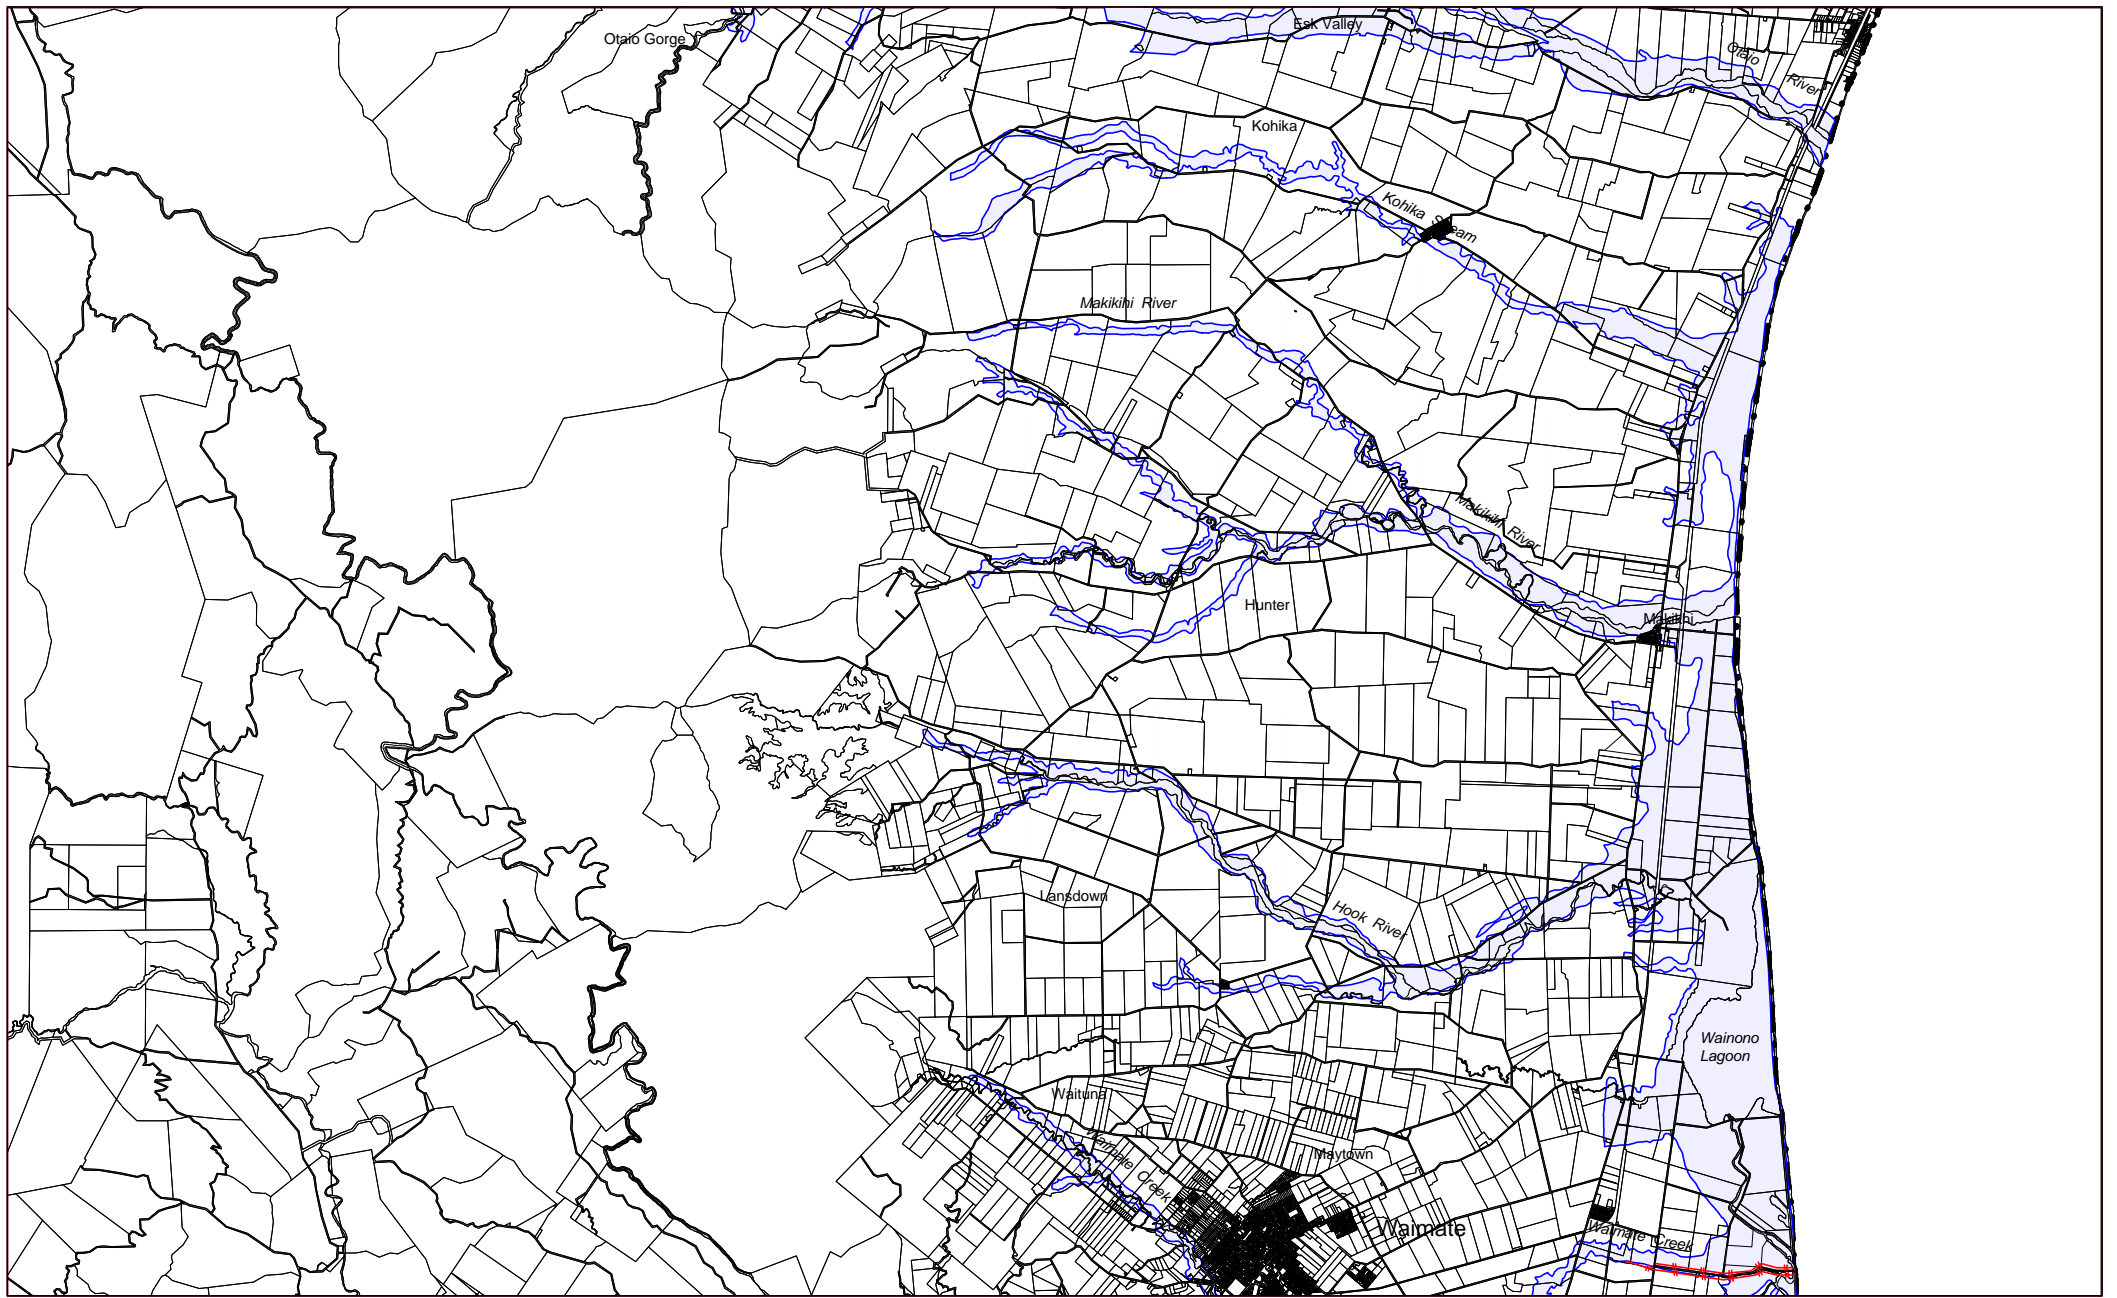 Esk Valley
Otaio Gorge
Otaio
River
Kohika
Kohika
Makikihi River
Makikihi River
Hunter
Makikihi
Lansdown
Hook River
Wainono
Lagoon
Waituna
Waimate Creek
Maytown
Waimate
Waimate Creek